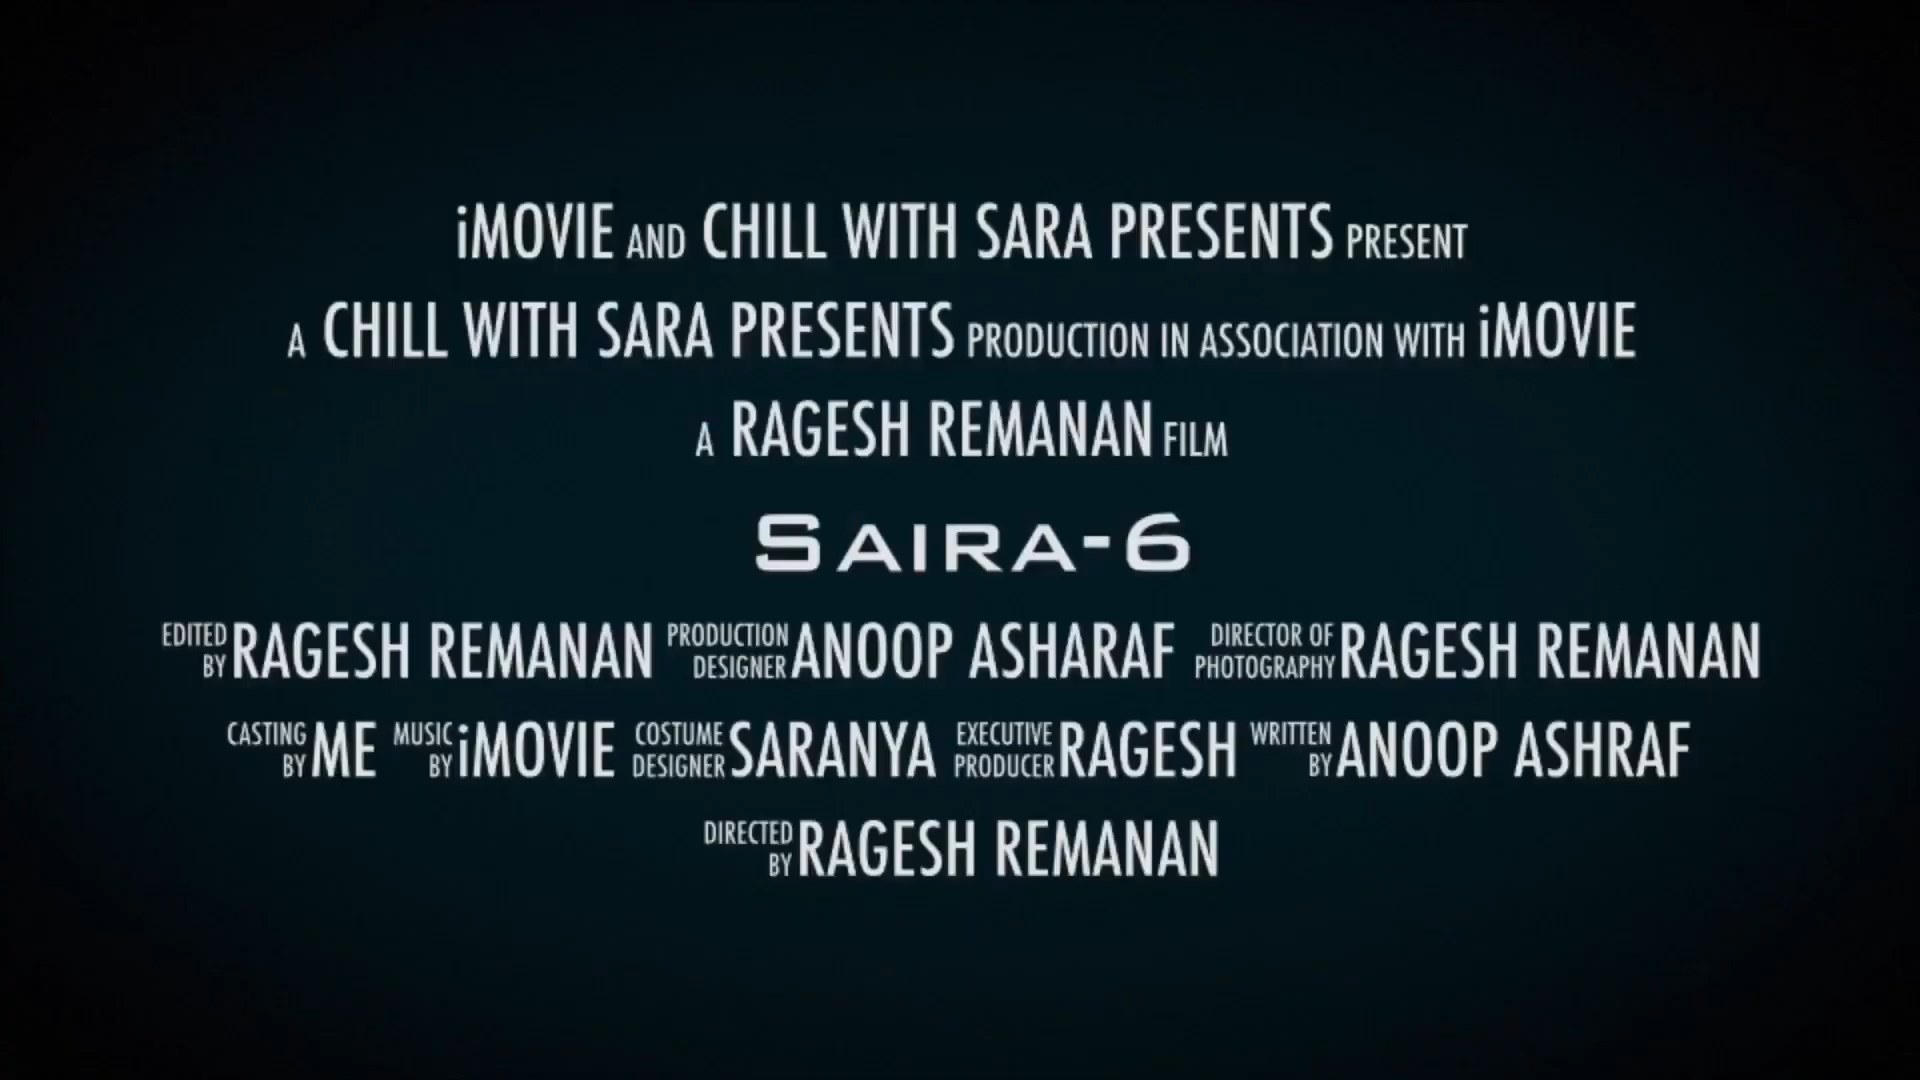 iMOVIE AND CHILL WITH SARA PRESENTS PRESENT
A CHILL WITH SARA PRESENTS PRODUCTION IN ASSOCIATION WITH iMOVIE
A RAGESH REMANAN FILM
SAIRA-6
EDITED BY RAGESH REMANAN PRODUCTION DESIGNER ANOOP ASHARAF DIRECTOR OF PHOTOGRAPHY RAGESH REMANAN
CASTING BY ME MUSIC BY iMOVIE COSTUME DESIGNER SARANYA EXECUTIVE PRODUCER RAGESH WRITTEN BY ANOOP ASHRAF
DIRECTED BY RAGESH REMANAN